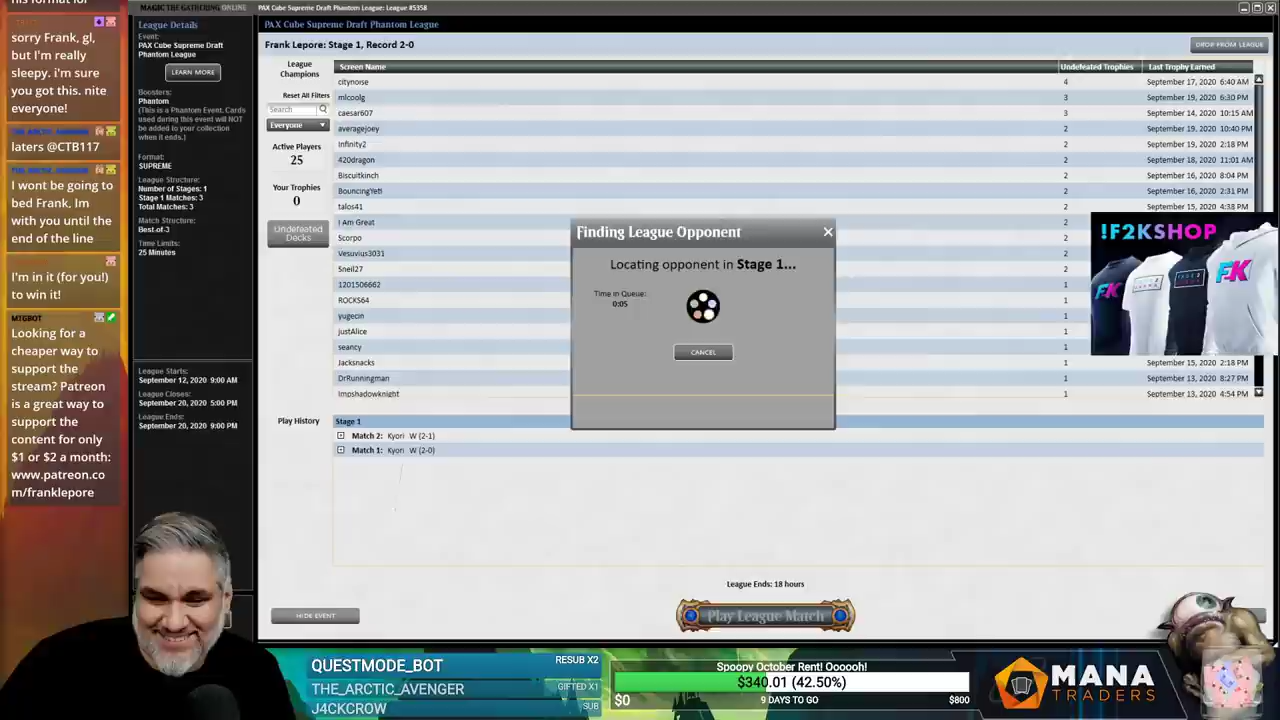 his format for
MAGIC THE GATHERING ONLINE
PAX Cube Supreme Draft Phantom League: League #5358
sorry Frank, gl,
but I'm really
sleepy. i'm sure
you got this. nite
everyone!
THE_ARCTIC_AVENGER
laters @CTB117
THE_ARCTIC_AVENGER
I wont be going to
bed Frank, Im
with you until the
end of the line
I'm in it (for you!)
to win it!
MTGBOT
Looking for a
cheaper way to
support the
stream? Patreon
is a great way to
support the
content for only
$1 or $2 a month:
www.patreon.co
m/franklepore
League Details
Event:
PAX Cube Supreme Draft
Phantom League
LEARN MORE
Boosters:
Phantom
(This is a Phantom Event. Cards
used during this event will NOT
be added to your collection
when it ends.)
Format:
SUPREME
League Structure:
Number of Stages: 1
Stage 1 Matches: 3
Total Matches: 3
Match Structure:
Best-of-3
Time Limits:
25 Minutes
League Starts:
September 12, 2020 9:00 AM
League Closes:
September 20, 2020 5:00 PM
League Ends:
September 20, 2020 9:00 PM
PAX Cube Supreme Draft Phantom League
Frank Lepore: Stage 1, Record 2-0
DROP FROM LEAGUE
League
Champions
Reset All Filters
Search
Everyone
Active Players
25
Your Trophies
0
Undefeated
Decks
Screen Name Undefeated Trophies Last Trophy Earned
citynoise 4 September 17, 2020 6:40 AM
mlcoolg 3 September 19, 2020 6:30 PM
caesar607 3 September 14, 2020 10:15 AM
averagejoey 2 September 19, 2020 10:40 PM
Infinity2 2 September 19, 2020 2:18 PM
420dragon 2 September 18, 2020 11:01 AM
Biscuitkinch 2 September 16, 2020 8:04 PM
BouncingYeti 2 September 16, 2020 2:31 PM
talos41 2 September 15, 2020 4:38 PM
I Am Great 2
Scorpo 2
Vesuvius3031 2
Sneil27 2
1201506662 1
ROCKS64 1
yugecin 1
justAlice 1
seancy 1
Jacksnacks 1 September 15, 2020 2:18 PM
DrRunningman 1 September 13, 2020 8:27 PM
Impshadowknight 1 September 13, 2020 4:54 PM
Finding League Opponent
Locating opponent in Stage 1...
Time in Queue:
0:05
CANCEL
!F2KSHOP
FK
FK
Play History
Stage 1
Match 2: Kyori W (2-1)
Match 1: Kyori W (2-0)
League Ends: 18 hours
HIDE EVENT
Play League Match
QUESTMODE_BOT RESUB X2
THE_ARCTIC_AVENGER GIFTED X1
J4CKCROW SUB
Spoopy October Rent! Oooooh!
$340.01 (42.50%)
$0 9 DAYS TO GO $800
MANA
TRADERS